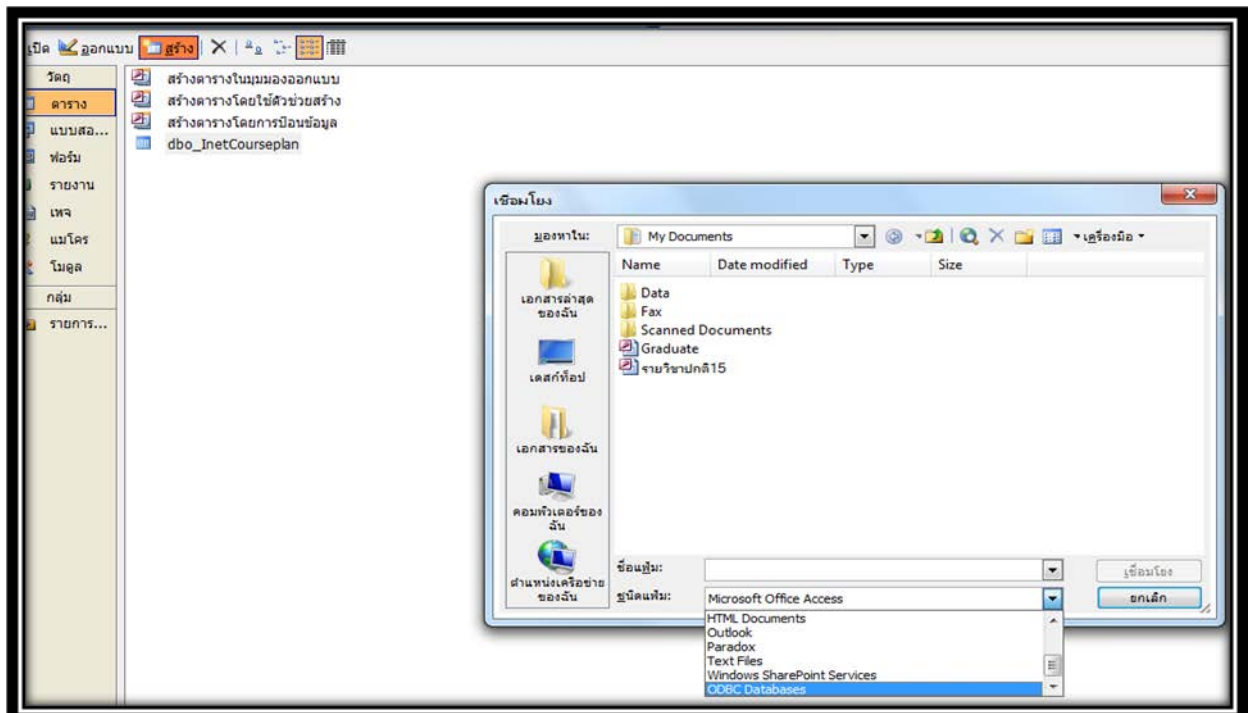 เปิด ออกแบบ สร้าง
วัตถุ
ตาราง
แบบสอ...
ฟอร์ม
รายงาน
เพจ
แมโคร
โมดูล
กลุ่ม
รายการ...
สร้างตารางในมุมมองออกแบบ
สร้างตารางโดยใช้ตัวช่วยสร้าง
สร้างตารางโดยการป้อนข้อมูล
dbo_InetCourseplan
เชื่อมโยง
มองหาใน: My Documents เครื่องมือ
Name Date modified Type Size
เอกสารล่าสุด
ของฉัน
เดสก์ท็อป
เอกสารของฉัน
คอมพิวเตอร์ของ
ฉัน
ตำแหน่งเครือข่าย
ของฉัน
Data
Fax
Scanned Documents
Graduate
รายวิชาปกติ15
ชื่อแฟ้ม: เชื่อมโยง
ชนิดแฟ้ม: Microsoft Office Access ยกเลิก
HTML Documents
Outlook
Paradox
Text Files
Windows SharePoint Services
ODBC Databases